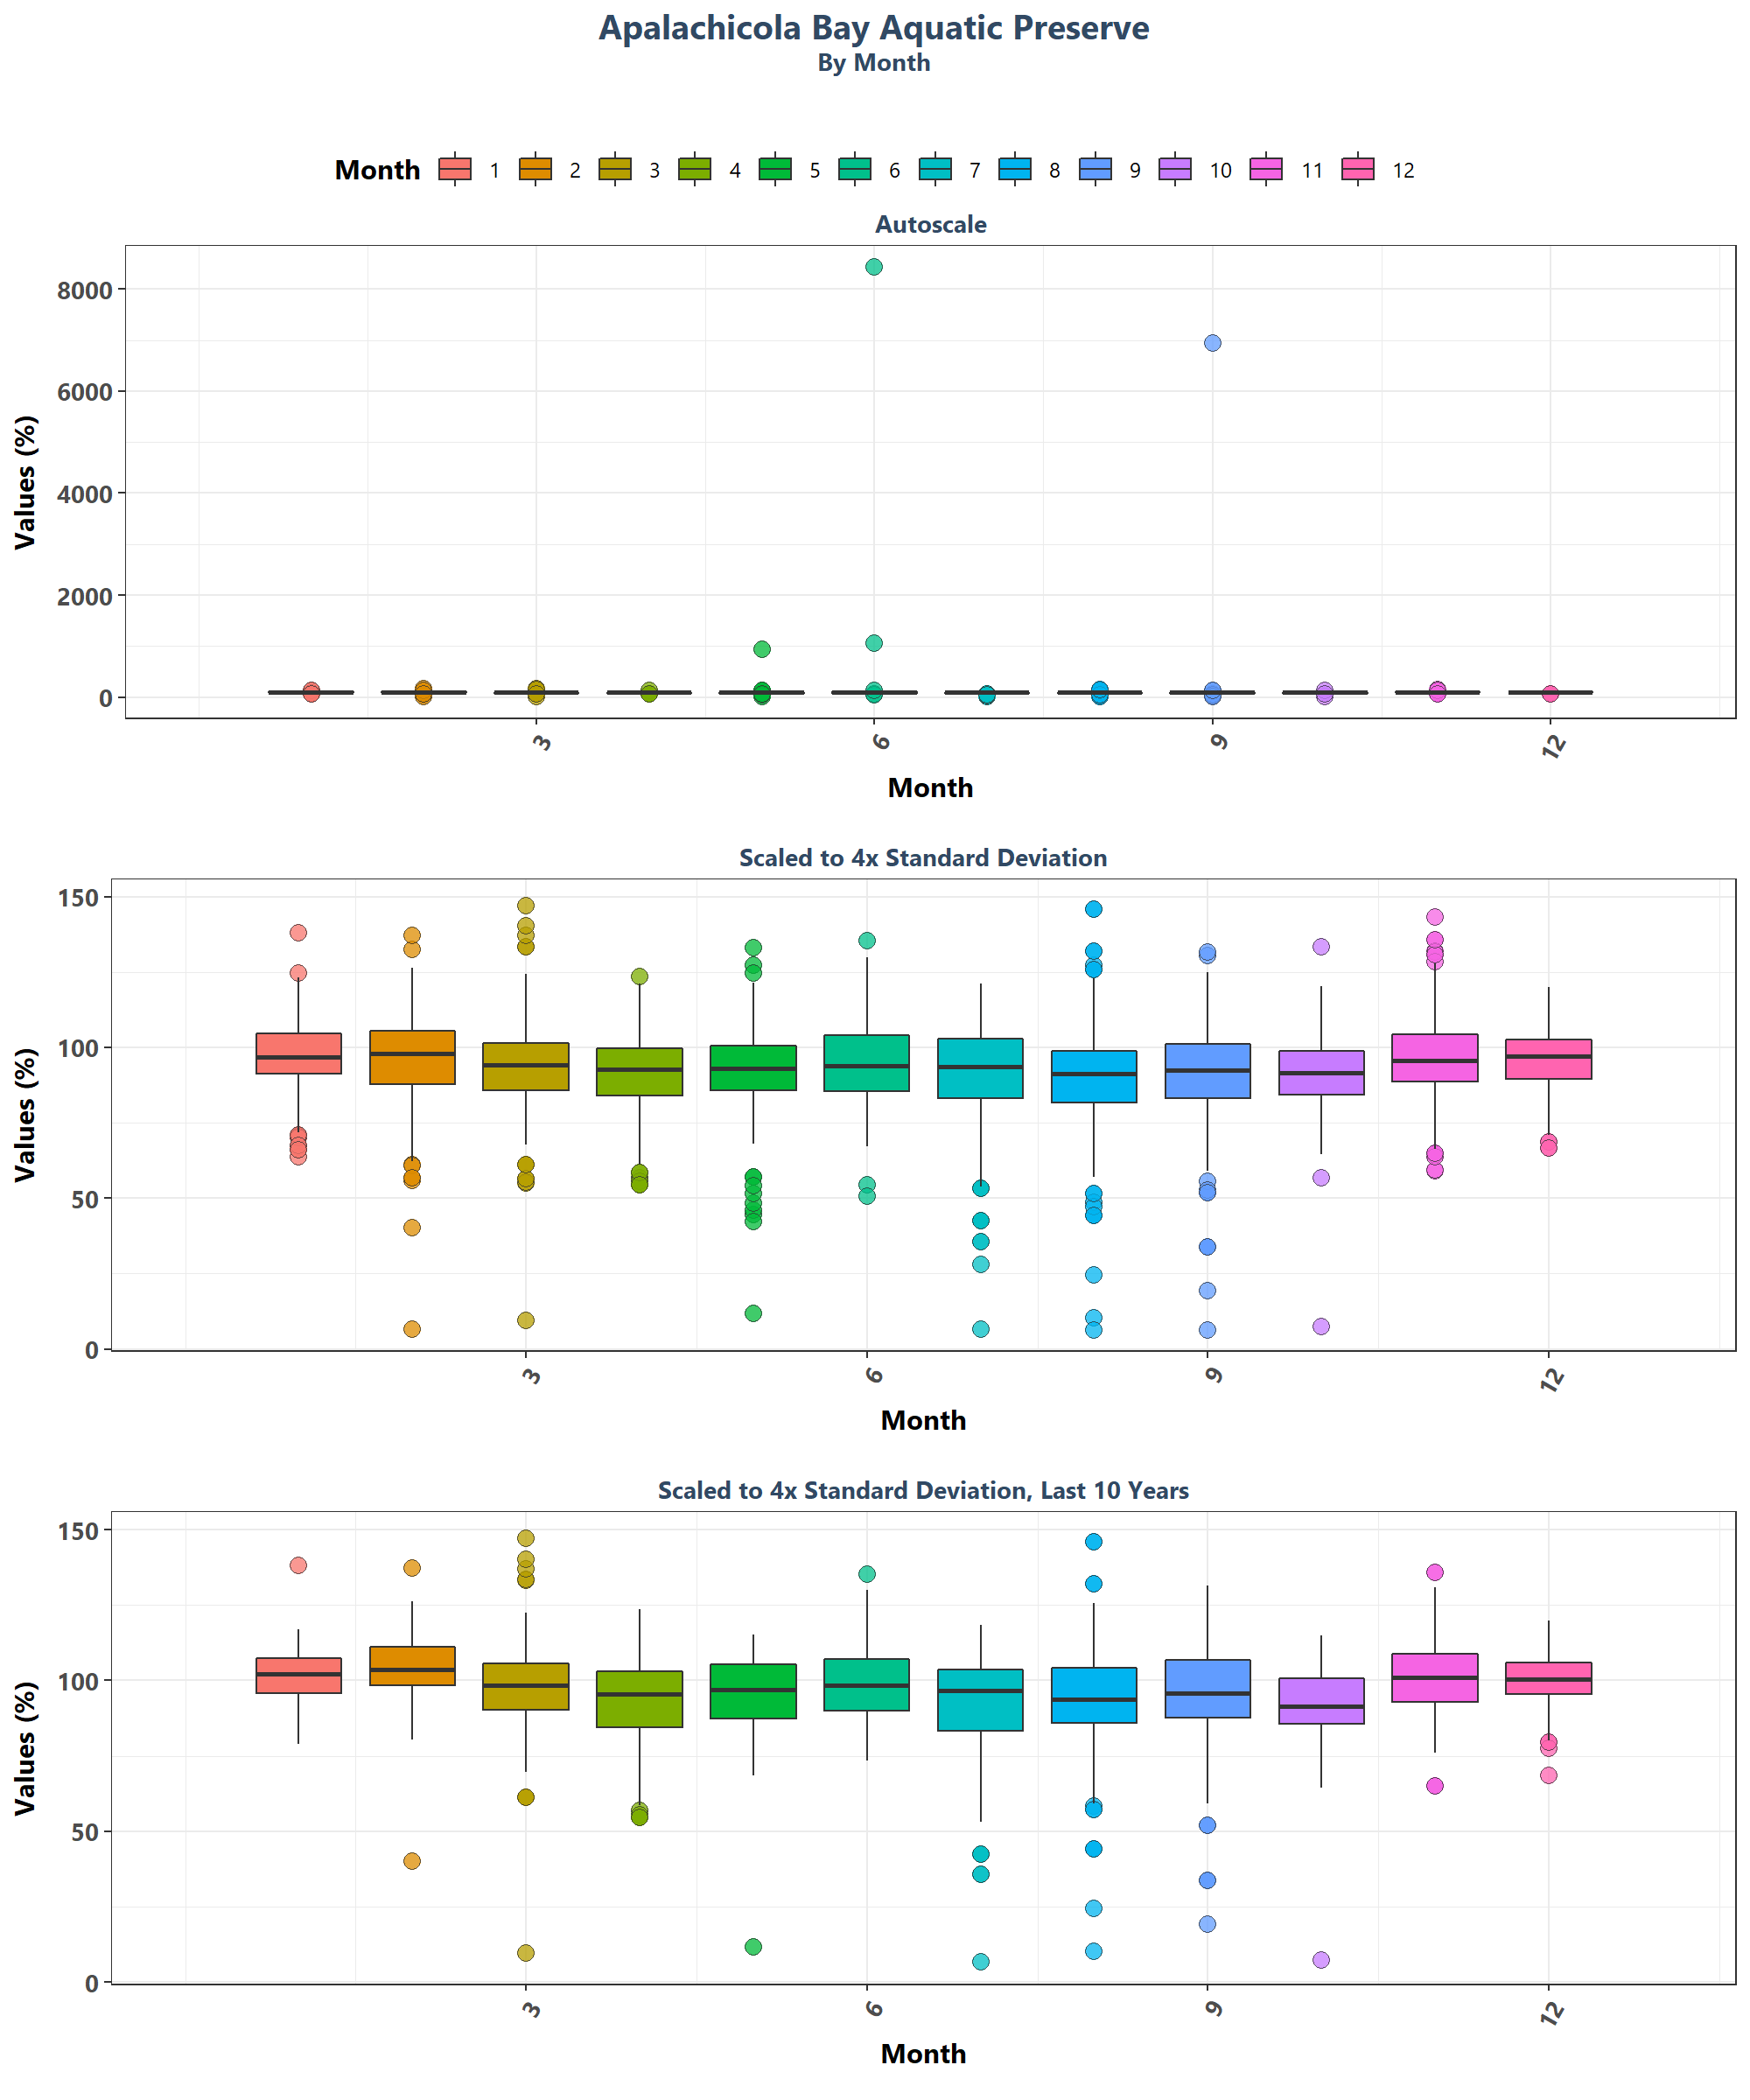 Apalachicola Bay Aquatic Preserve
By Month
Month 1 2 3 4 5 6 7 8 9 10 11 12
Autoscale
Values (%)
8000
6000
4000
2000
0
3 6 9 12
Month
Scaled to 4x Standard Deviation
Values (%)
150
100
50
0
3 6 9 12
Month
Scaled to 4x Standard Deviation, Last 10 Years
Values (%)
150
100
50
0
3 6 9 12
Month